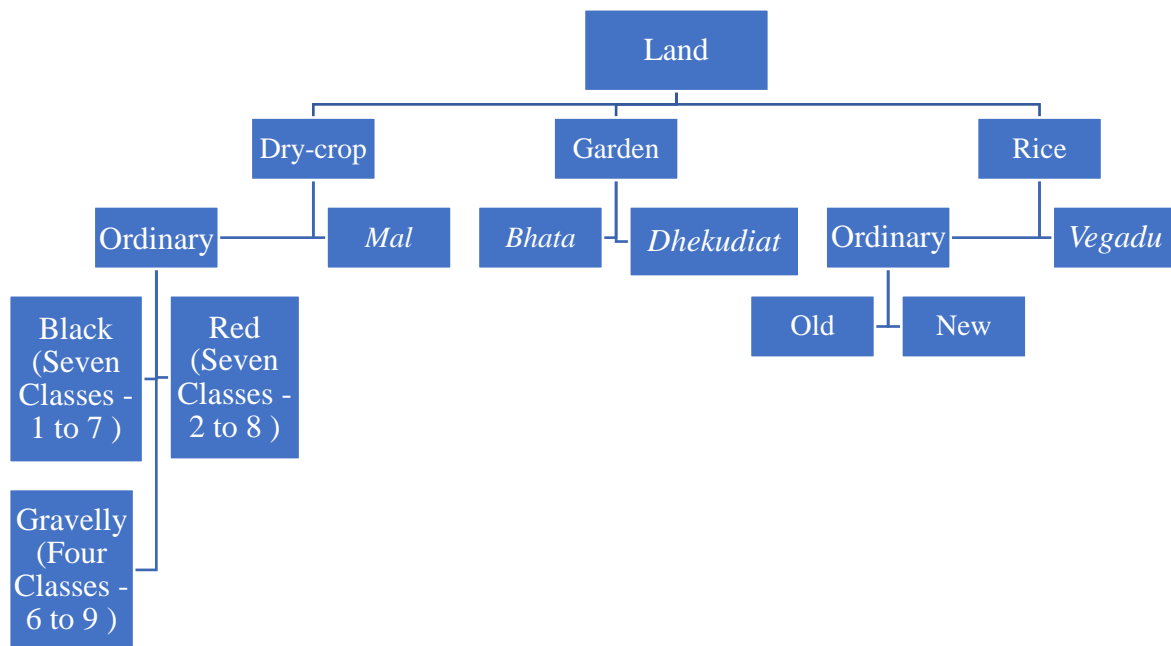 Land
Dry-crop
Garden
Rice
Ordinary
Mal
Bhata
Dhekudiat
Ordinary
Vegadu
Black
(Seven
Classes -
1 to 7 )
Red
(Seven
Classes -
2 to 8 )
Old
New
Gravelly
(Four
Classes -
6 to 9 )